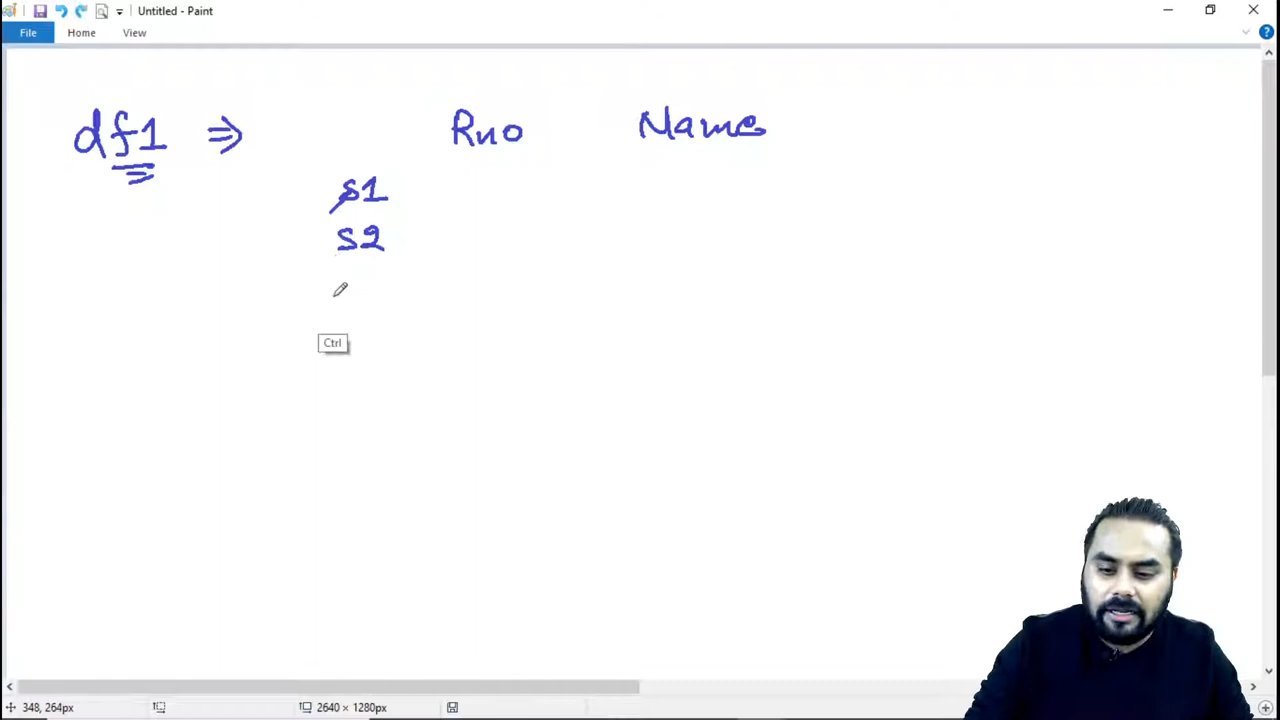 Untitled - Paint
File Home View
df1 ⇒ Rno Name
s1
s2
Ctrl
348, 264px 2640 × 1280px